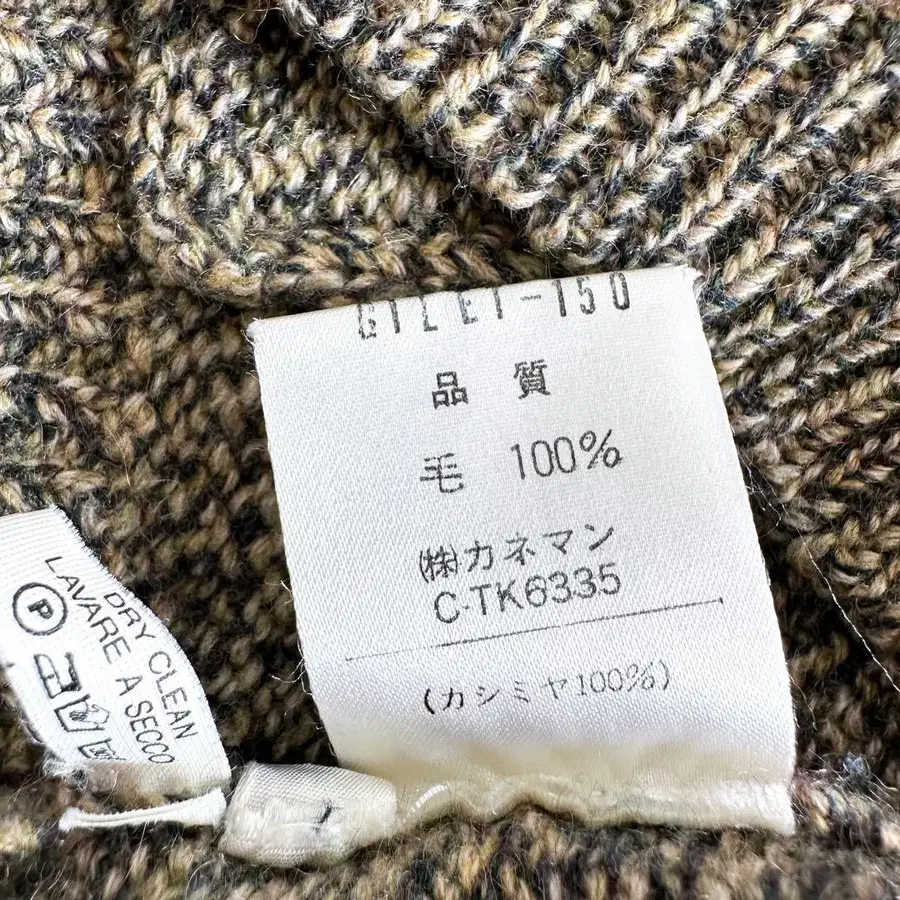 GILET-150
品 質
毛 100%
㈱カネマン
C-TK6335
(カシミヤ100%)
DRY CLEAN
LAVARE A SECCO
P